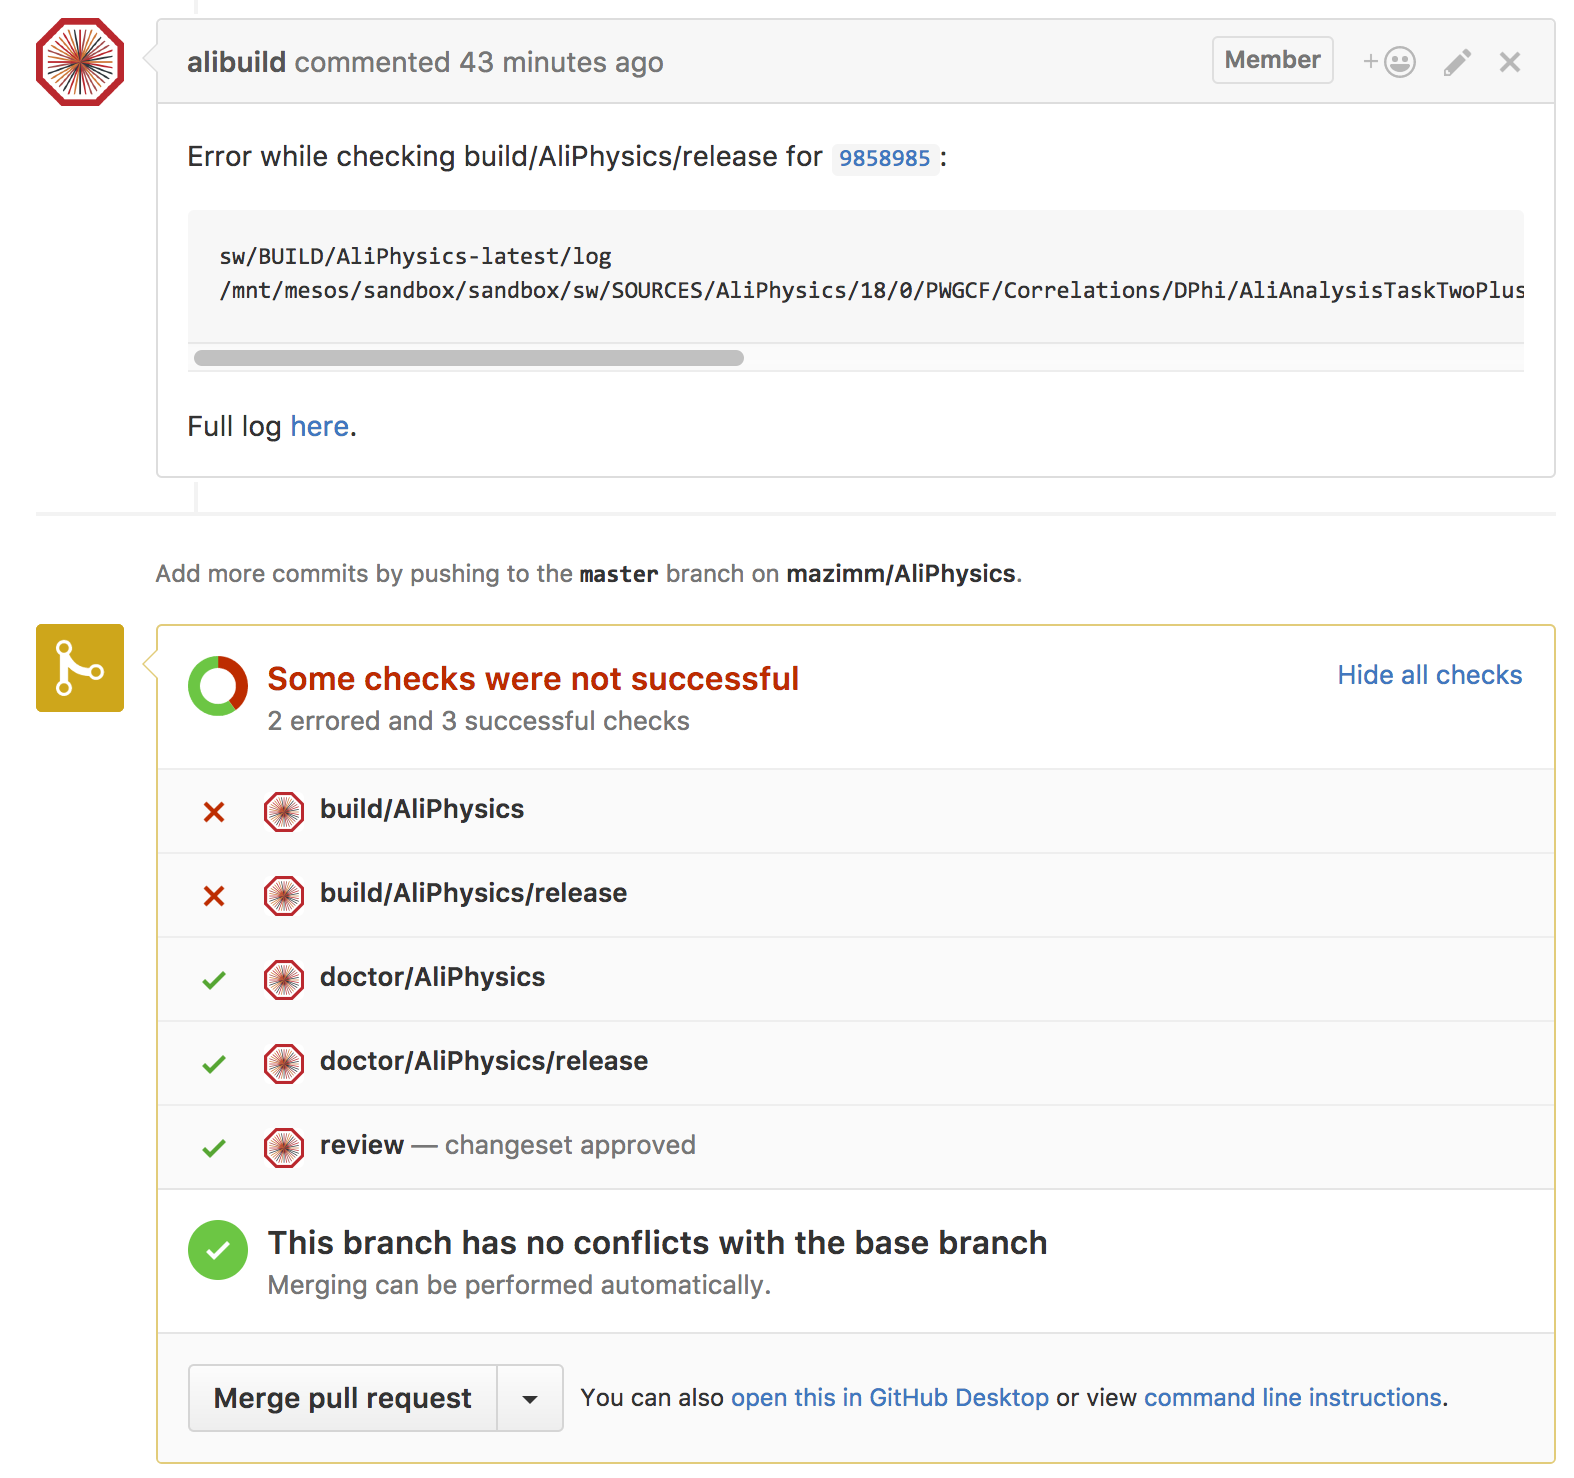 alibuild commented 43 minutes ago Member +
Error while checking build/AliPhysics/release for 9858985 :
sw/BUILD/AliPhysics-latest/log
/mnt/mesos/sandbox/sandbox/sw/SOURCES/AliPhysics/18/0/PWGCF/Correlations/DPhi/AliAnalysisTaskTwoPlus
Full log here.
Add more commits by pushing to the master branch on mazimm/AliPhysics.
Some checks were not successful Hide all checks
2 errored and 3 successful checks
build/AliPhysics
build/AliPhysics/release
doctor/AliPhysics
doctor/AliPhysics/release
review — changeset approved
This branch has no conflicts with the base branch
Merging can be performed automatically.
Merge pull request You can also open this in GitHub Desktop or view command line instructions.